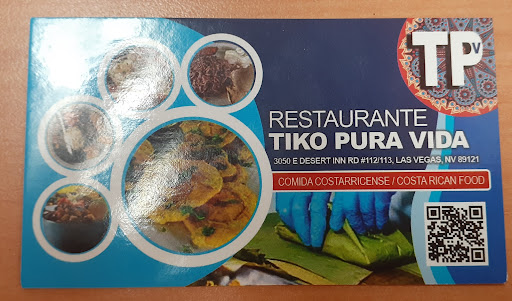 TP
PV
RESTAURANTE
TIKO PURA VIDA
3050 E DESERT INN RD #112/113, LAS VEGAS, NV 89121
COMIDA COSTARRICENSE / COSTA RICAN FOOD